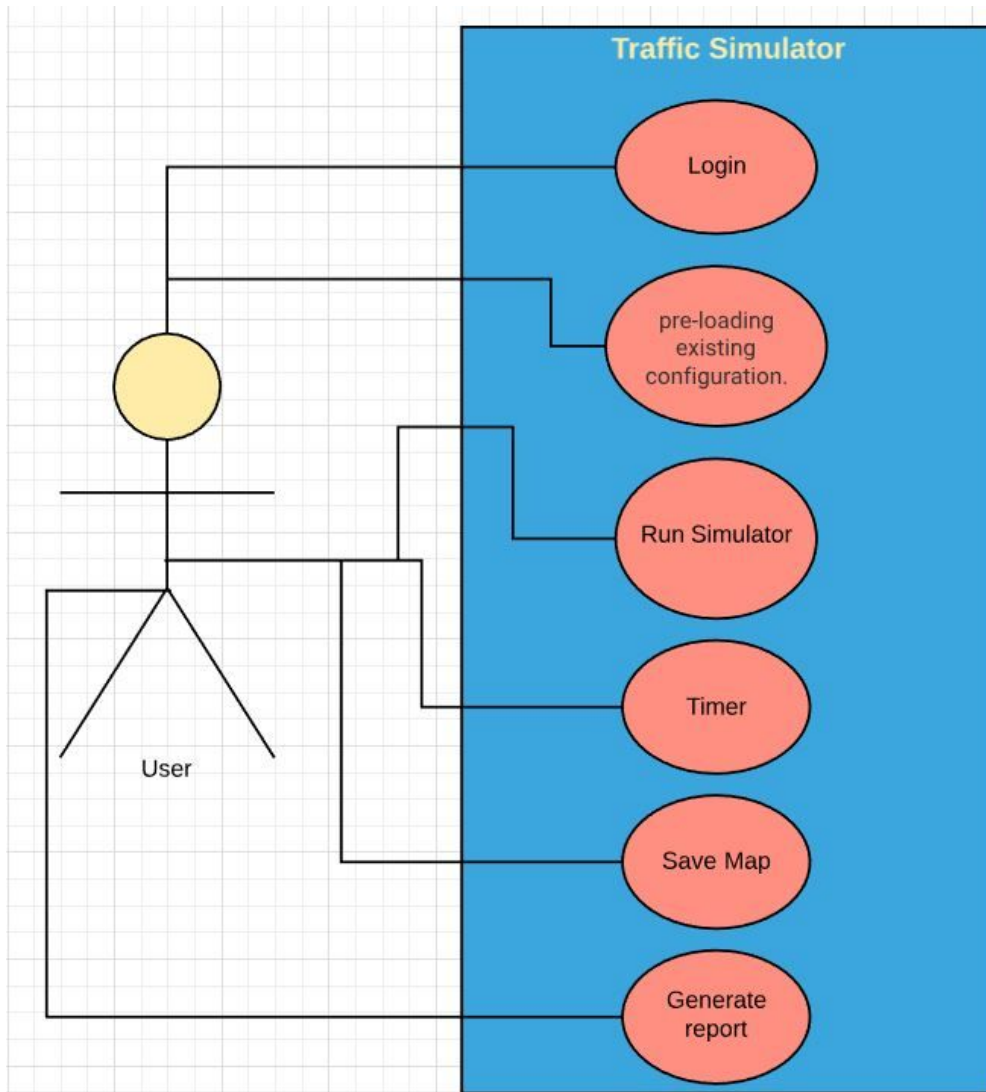 Traffic Simulator
Login
pre-loading
existing
configuration.
Run Simulator
Timer
User
Save Map
Generate
report